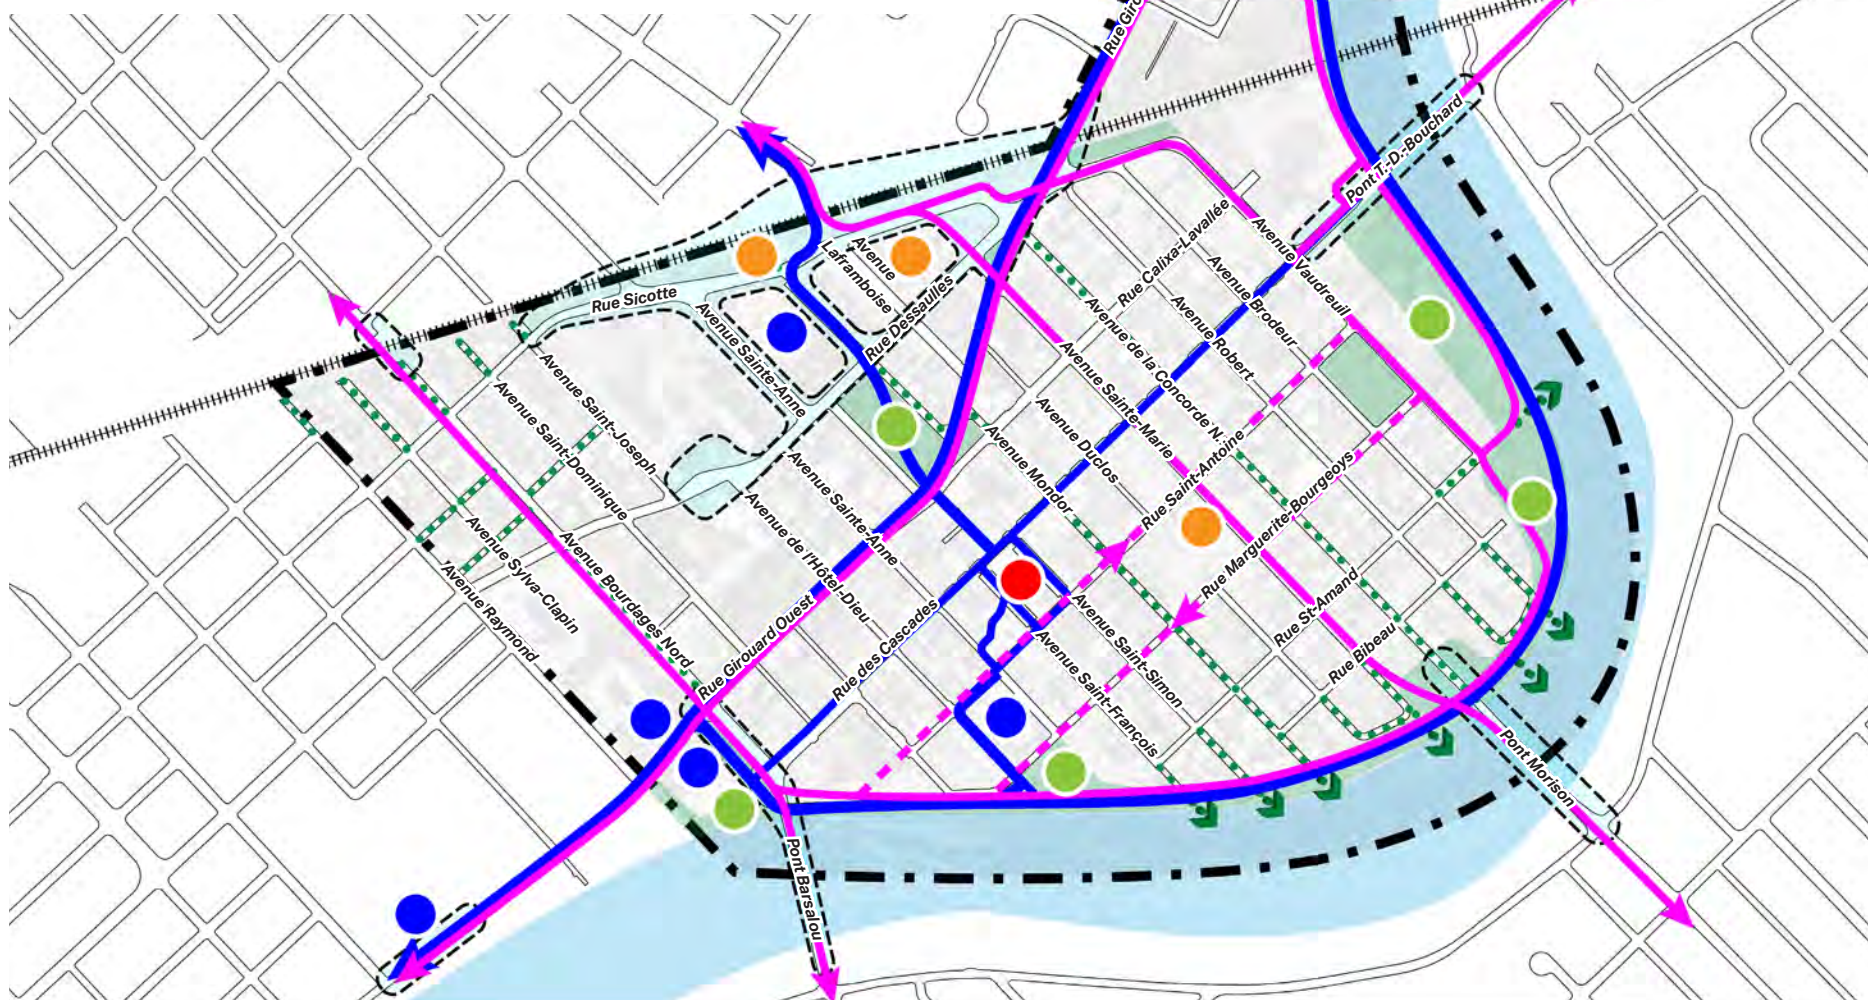 Rue Giro
Pont T.-D.-Bouchard
Rue Calixa-Lavallée
Avenue Vaudreuil
Avenue
Laframboise
Avenue Brodeur
Rue Sicotte
Rue Dessaulles
Avenue Robert
Avenue de la Concorde N.
Avenue Sainte-Anne
Avenue Sainte-Marie
Avenue Saint-Joseph
Avenue Saint-Dominique
Avenue Duclos
Avenue Mondor
Rue Saint-Antoine
Rue Marguerite-Bourgeoys
Avenue Sainte-Anne
Avenue de l'Hôtel-Dieu
Avenue Sylva-Clapin
Avenue Bourdages Nord
Avenue Raymond
Rue St-Amand
Rue Girouard Ouest
Rue des Cascades
Avenue Saint-Simon
Avenue Saint-François
Rue Bibeau
Pont Morison
Pont Barsalou